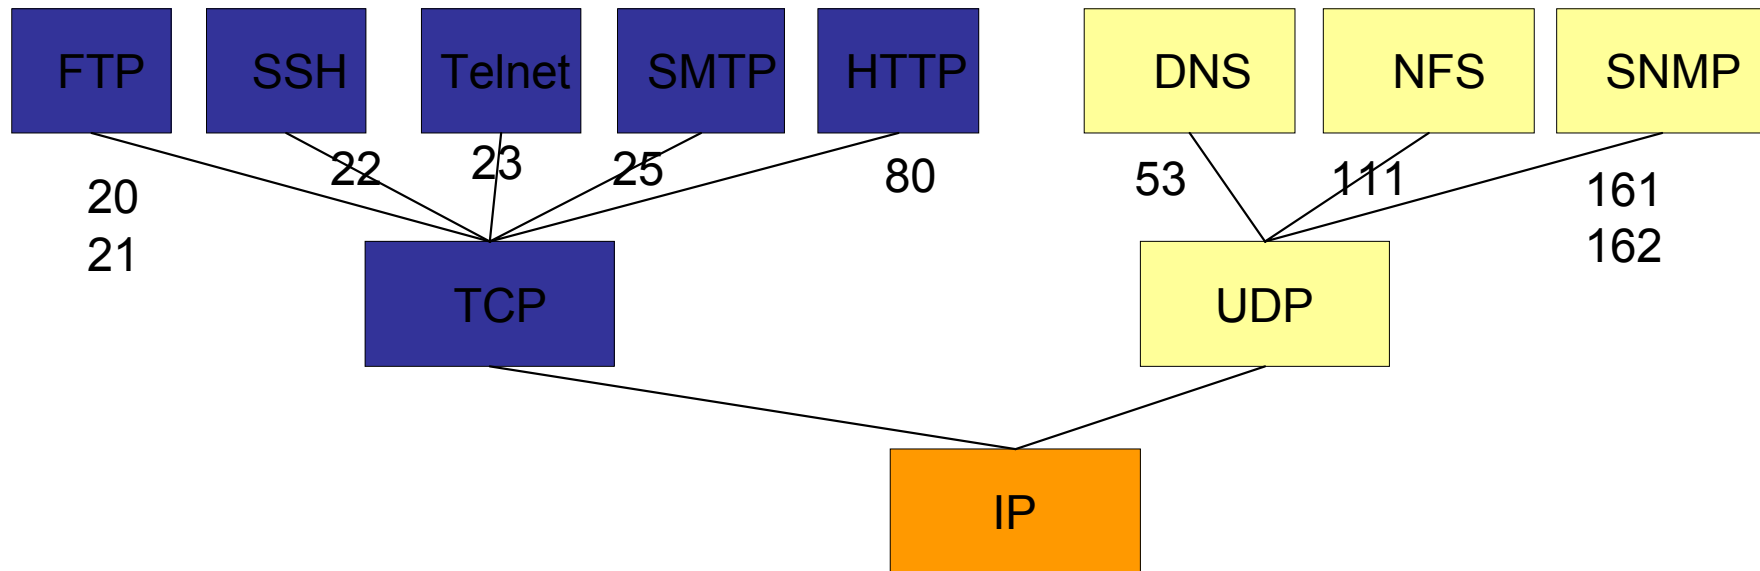 FTP
SSH
Telnet
SMTP
HTTP
DNS
NFS
SNMP
20
21
22
23
25
80
53
111
161
162
TCP
UDP
IP